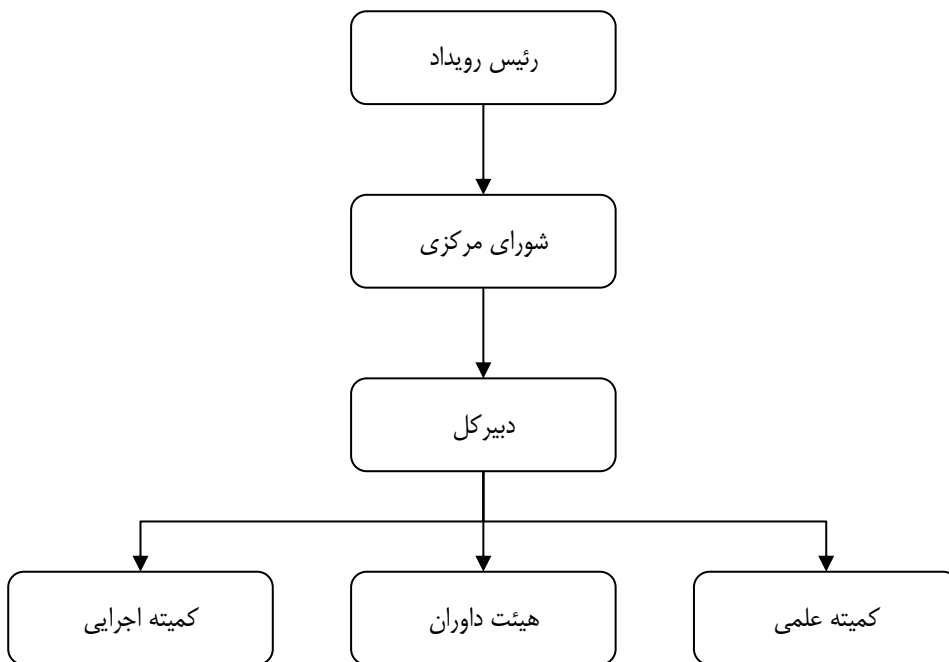 رئیس رویداد
شورای مرکزی
دبیرکل
کمیته علمی
هیئت داوران
کمیته اجرایی